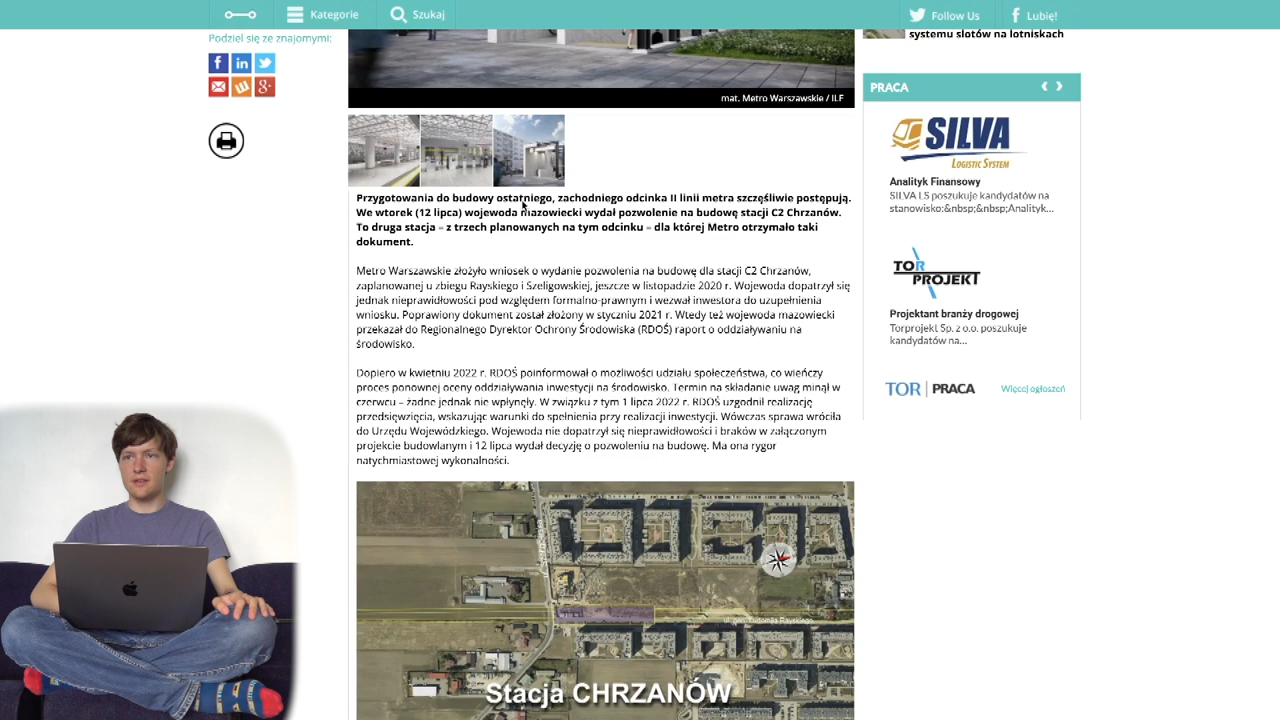 Kategorie
Szukaj
Follow Us
Lubię!
Podziel się ze znajomymi:
systemu slotów na lotniskach
mat. Metro Warszawskie / ILF
PRACA
SILVA
LOGISTIC SYSTEM
Analityk Finansowy
SILVA LS poszukuje kandydatów na
stanowisko:&nbsp;&nbsp;Analityk...
TOR
PROJEKT
Projektant branży drogowej
Torprojekt Sp. z o.o. poszukuje
kandydatów na...
TOR | PRACA
Więcej ogłoszeń
Przygotowania do budowy ostatniego, zachodniego odcinka II linii metra szczęśliwie postępują.
We wtorek (12 lipca) wojewoda mazowiecki wydał pozwolenie na budowę stacji C2 Chrzanów.
To druga stacja – z trzech planowanych na tym odcinku – dla której Metro otrzymało taki
dokument.
Metro Warszawskie złożyło wniosek o wydanie pozwolenia na budowę dla stacji C2 Chrzanów,
zaplanowanej u zbiegu Rayskiego i Szeligowskiej, jeszcze w listopadzie 2020 r. Wojewoda dopatrzył się
jednak nieprawidłowości pod względem formalno-prawnym i wezwał inwestora do uzupełnienia
wniosku. Poprawiony dokument został złożony w styczniu 2021 r. Wtedy też wojewoda mazowiecki
przekazał do Regionalnego Dyrektor Ochrony Środowiska (RDOŚ) raport o oddziaływaniu na
środowisko.
Dopiero w kwietniu 2022 r. RDOŚ poinformował o możliwości udziału społeczeństwa, co wieńczy
proces ponownej oceny oddziaływania inwestycji na środowisko. Termin na składanie uwag minął w
czerwcu – żadne jednak nie wpłynęły. W związku z tym 1 lipca 2022 r. RDOŚ uzgodnił realizację
przedsięwzięcia, wskazując warunki do spełnienia przy realizacji inwestycji. Wówczas sprawa wróciła
do Urzędu Wojewódzkiego. Wojewoda nie dopatrzył się nieprawidłowości i braków w załączonym
projekcie budowlanym i 12 lipca wydał decyzję o pozwoleniu na budowę. Ma ona rygor
natychmiastowej wykonalności.
ul. gen. Ludomiła Rayskiego
Stacja CHRZANÓW